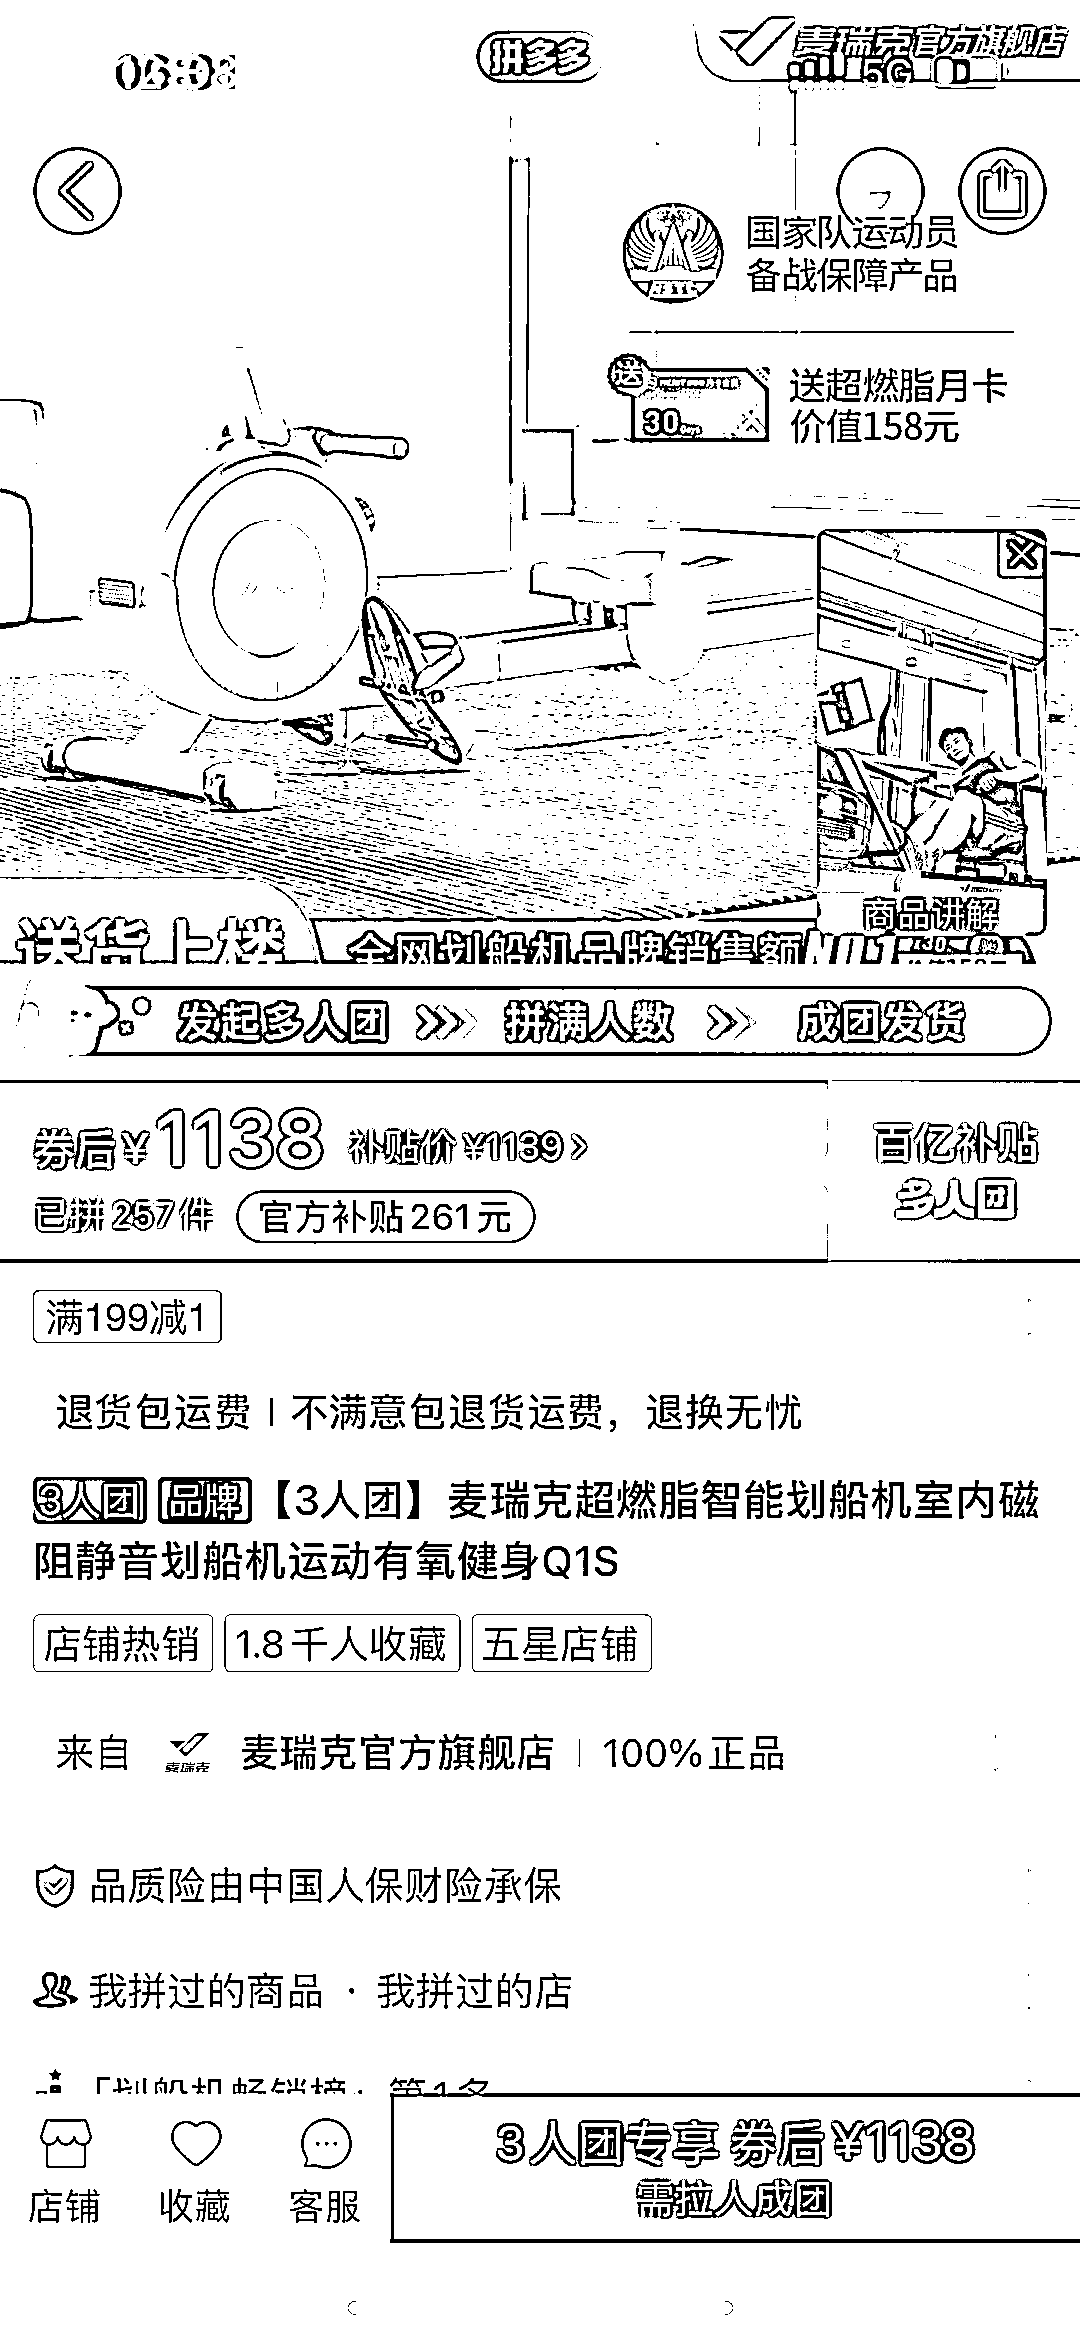 06:08
拼多多
麦瑞克官方旗舰店
5G
国家队运动员
备战保障产品
送
30
送超燃脂月卡
价值158元
商品讲解
送货上楼
全网划船机品牌销售额NO.1
发起多人团
拼满人数
成团发货
券后¥1138 补贴价¥1139
百亿补贴
多人团
已拼257件 官方补贴261元
满199减1
退货包运费 | 不满意包退货运费，退换无忧
3人团 品牌 【3人团】麦瑞克超燃脂智能划船机室内磁
阻静音划船机运动有氧健身Q1S
店铺热销 1.8千人收藏 五星店铺
来自 麦瑞克 麦瑞克官方旗舰店 | 100%正品
品质险由中国人保财险承保
我拼过的商品 · 我拼过的店
「划船机畅销榜」第1名
店铺
收藏
客服
3人团专享 券后¥1138
需拉人成团